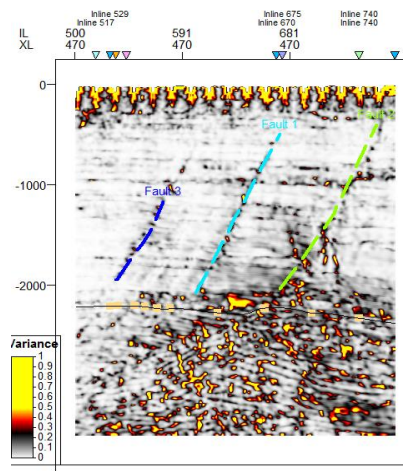 Inline 529 Inline 675 Inline 740
Inline 517 Inline 670 Inline 740
IL 500 591 681
XL 470 470 470
0
Fault 1
-1000
Fault 3
-2000
Variance
1
0.9
0.8
0.7
0.6
0.5
0.4
0.3
0.2
0.1
0